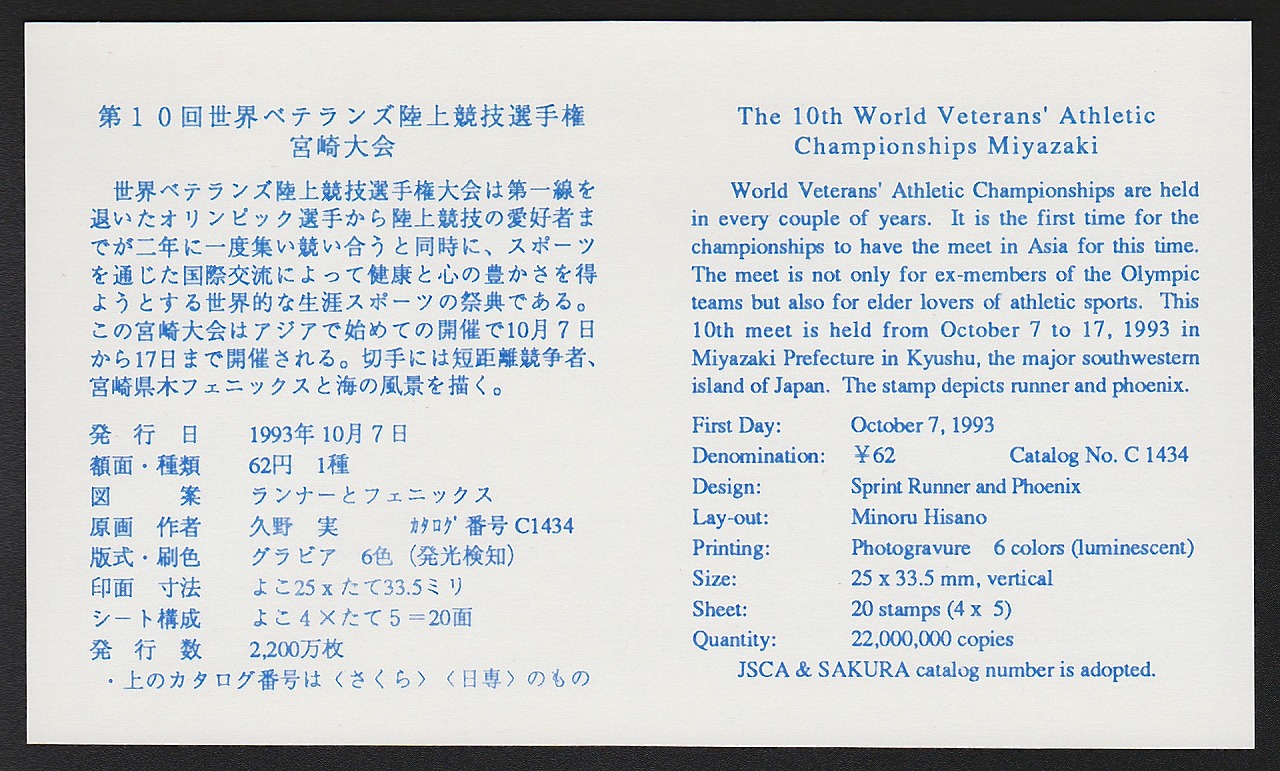 第１０回世界ベテランズ陸上競技選手権
宮崎大会
世界ベテランズ陸上競技選手権大会は第一線を
退いたオリンピック選手から陸上競技の愛好者ま
でが二年に一度集い競い合うと同時に、スポーツ
を通じた国際交流によって健康と心の豊かさを得
ようとする世界的な生涯スポーツの祭典である。
この宮崎大会はアジアで始めての開催で10月７日
から17日まで開催される。切手には短距離競争者、
宮崎県木フェニックスと海の風景を描く。
発　行　日　　1993年 10月７日
額面・種類　　62円　1種
図　　　案　　ランナーとフェニックス
原画　作者　　久野　実　　　ｶﾀﾛｸﾞ 番号 C1434
版式・刷色　　グラビア　6色（発光検知）
印面　寸法　　よこ25 x たて33.5ミリ
シート構成　　よこ４×たて５＝20面
発　行　数　　2,200万枚
・上のカタログ番号は〈さくら〉〈日専〉のもの
The 10th World Veterans' Athletic
Championships Miyazaki
World Veterans' Athletic Championships are held
in every couple of years. It is the first time for the
championships to have the meet in Asia for this time.
The meet is not only for ex-members of the Olympic
teams but also for elder lovers of athletic sports. This
10th meet is held from October 7 to 17, 1993 in
Miyazaki Prefecture in Kyushu, the major southwestern
island of Japan. The stamp depicts runner and phoenix.
First Day: October 7, 1993
Denomination: ￥62 Catalog No. C 1434
Design: Sprint Runner and Phoenix
Lay-out: Minoru Hisano
Printing: Photogravure 6 colors (luminescent)
Size: 25 x 33.5 mm, vertical
Sheet: 20 stamps (4 x 5)
Quantity: 22,000,000 copies
JSCA & SAKURA catalog number is adopted.